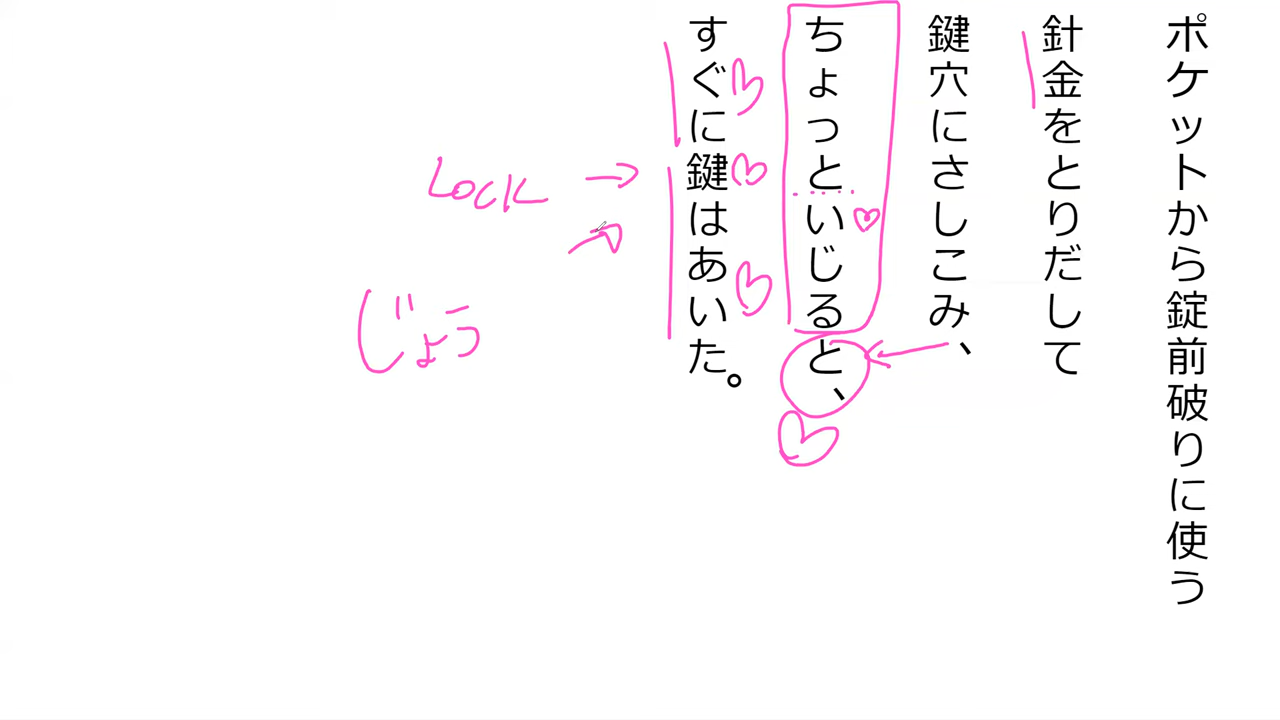 ポケットから錠前破りに使う
針金をとりだして
鍵穴にさしこみ、
ちょっといじると、
すぐに鍵はあいた。
LOCK
じょう